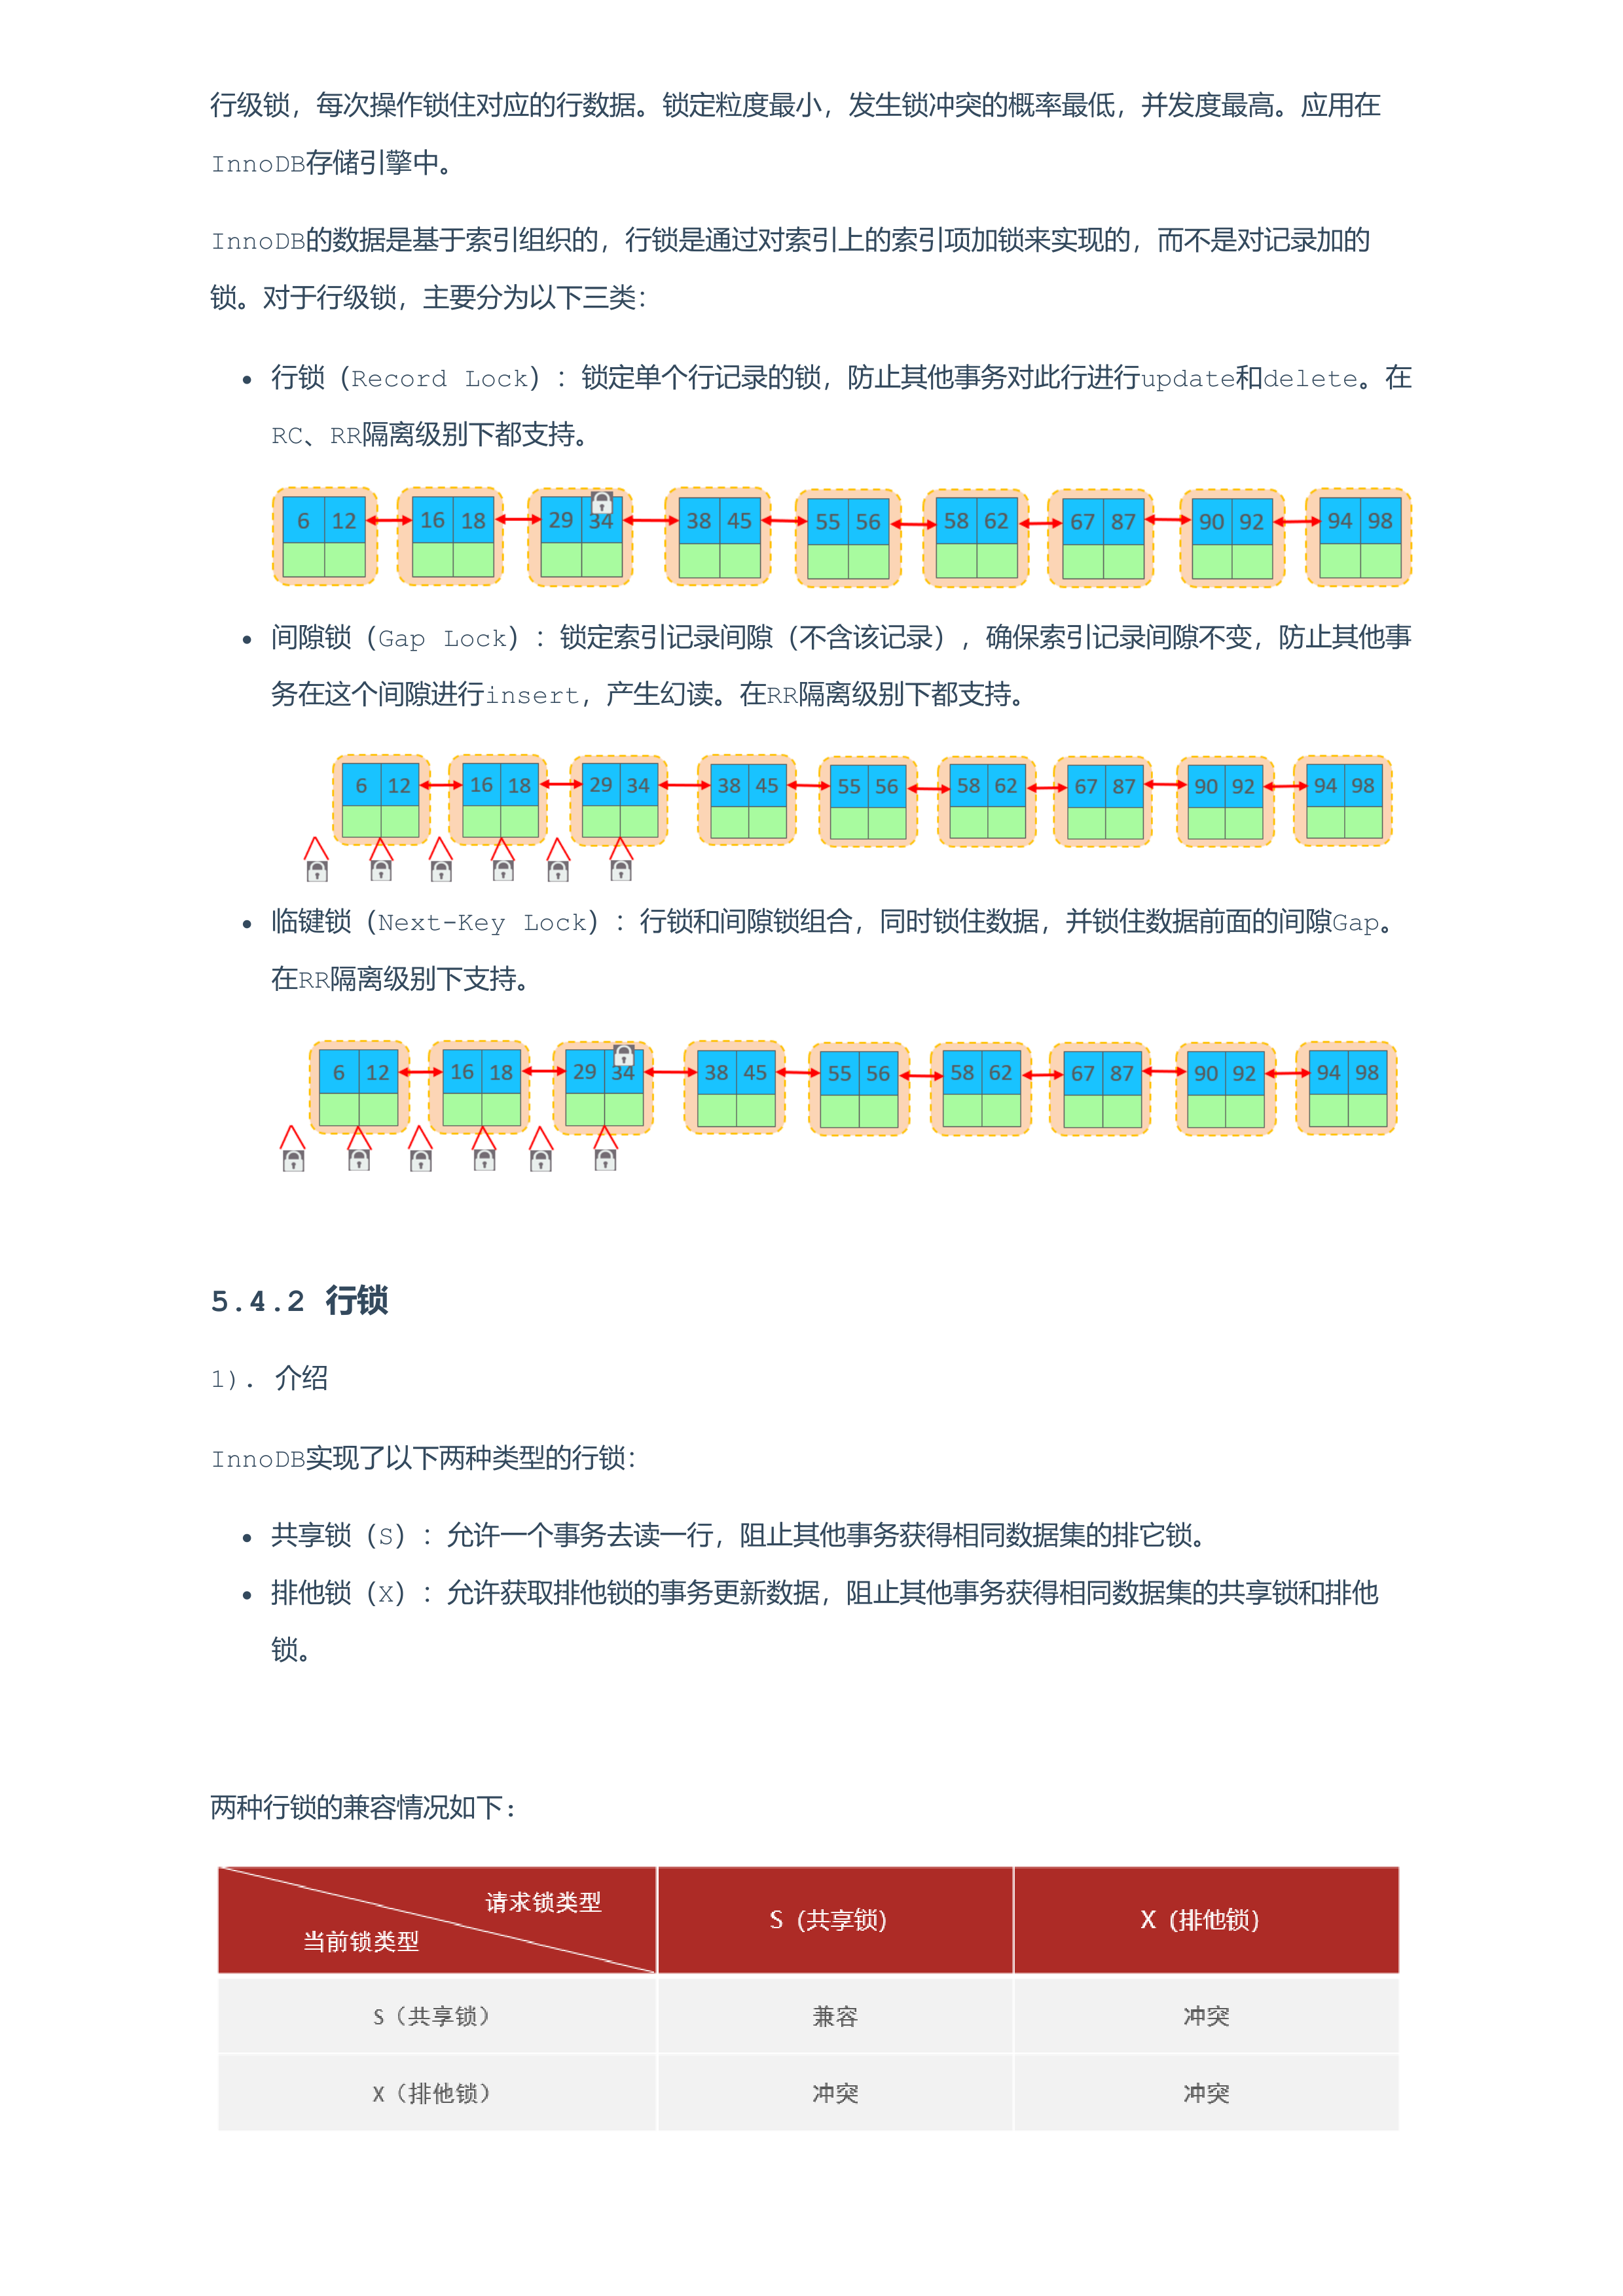 行级锁，每次操作锁住对应的行数据。锁定粒度最小，发生锁冲突的概率最低，并发度最高。应用在
InnoDB存储引擎中。
InnoDB的数据是基于索引组织的，行锁是通过对索引上的索引项加锁来实现的，而不是对记录加的
锁。对于行级锁，主要分为以下三类：
• 行锁（Record Lock）：锁定单个行记录的锁，防止其他事务对此行进行update和delete。在
RC、RR隔离级别下都支持。
6 12 16 18 29 34 38 45 55 56 58 62 67 87 90 92 94 98
• 间隙锁（Gap Lock）：锁定索引记录间隙（不含该记录），确保索引记录间隙不变，防止其他事
务在这个间隙进行insert，产生幻读。在RR隔离级别下都支持。
6 12 16 18 29 34 38 45 55 56 58 62 67 87 90 92 94 98
• 临键锁（Next-Key Lock）：行锁和间隙锁组合，同时锁住数据，并锁住数据前面的间隙Gap。
在RR隔离级别下支持。
6 12 16 18 29 34 38 45 55 56 58 62 67 87 90 92 94 98
5.4.2 行锁
1). 介绍
InnoDB实现了以下两种类型的行锁：
• 共享锁（S）：允许一个事务去读一行，阻止其他事务获得相同数据集的排它锁。
• 排他锁（X）：允许获取排他锁的事务更新数据，阻止其他事务获得相同数据集的共享锁和排他
锁。
两种行锁的兼容情况如下:
请求锁类型
当前锁类型 S（共享锁） X（排他锁）
S（共享锁） 兼容 冲突
X（排他锁） 冲突 冲突